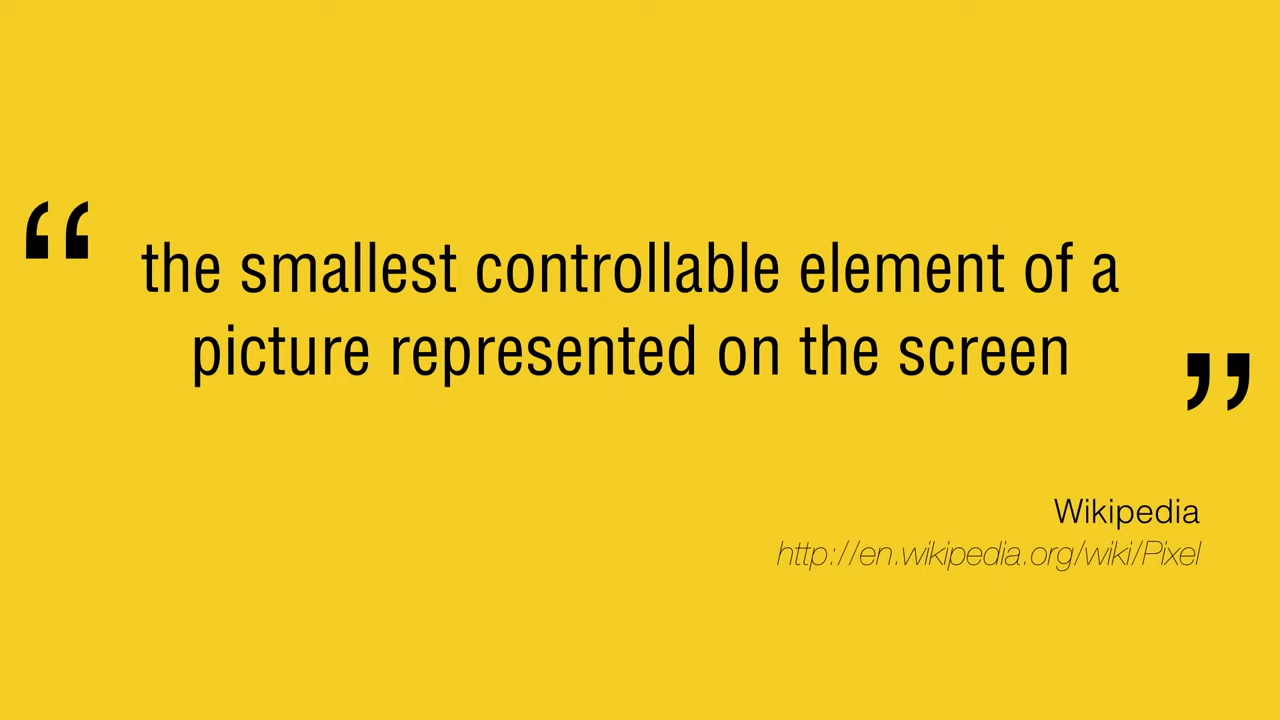 “ the smallest controllable element of a
picture represented on the screen ”
Wikipedia
http://en.wikipedia.org/wiki/Pixel